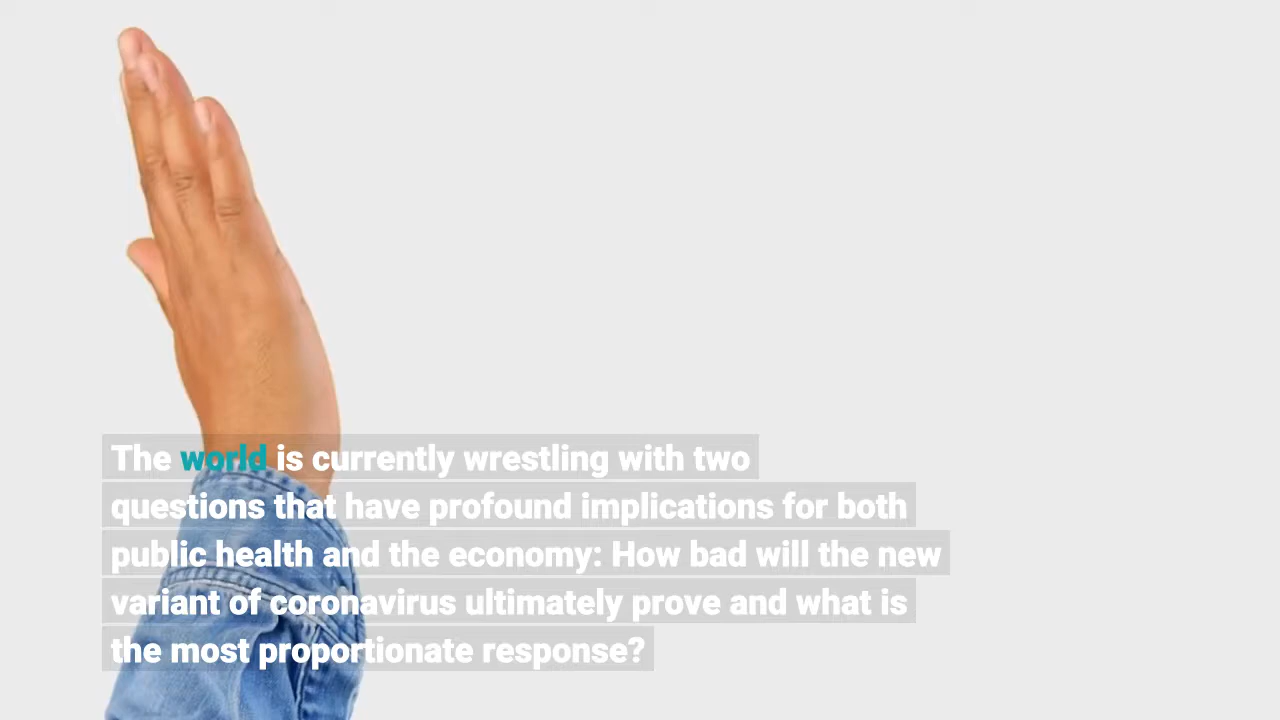 The world is currently wrestling with two
questions that have profound implications for both
public health and the economy: How bad will the new
variant of coronavirus ultimately prove and what is
the most proportionate response?